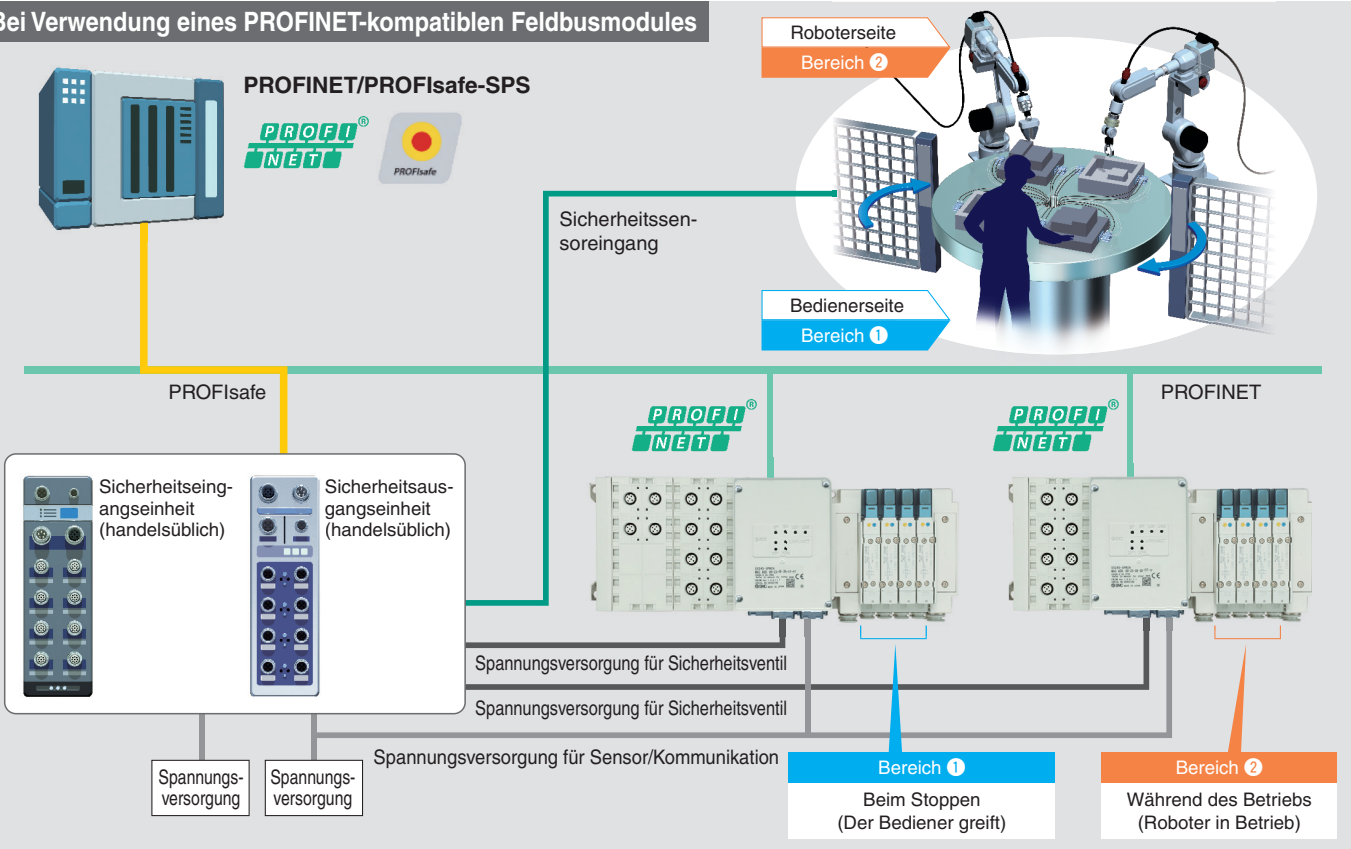 Bei Verwendung eines PROFINET-kompatiblen Feldbusmodules
PROFINET/PROFIsafe-SPS
PROFI
NET®
PROFIsafe
Roboterseite
Bereich ②
Sicherheitssen-
soreingang
Bedienerseite
Bereich ①
PROFIsafe
PROFINET
PROFI
NET®
PROFI
NET®
Sicherheitseing-
angseinheit
(handelsüblich)
Sicherheitsaus-
gangseinheit
(handelsüblich)
Spannungsversorgung für Sicherheitsventil
Spannungsversorgung für Sicherheitsventil
Spannungsversorgung für Sensor/Kommunikation
Spannungs-
versorgung
Spannungs-
versorgung
Bereich ①
Beim Stoppen
(Der Bediener greift)
Bereich ②
Während des Betriebs
(Roboter in Betrieb)